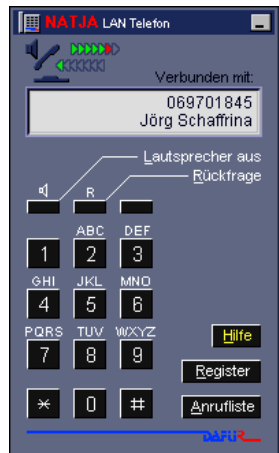 NATJA LAN Telefon
Verbunden mit:
069701845
Jörg Schaffrina
Lautsprecher aus
Rückfrage
R
ABC DEF
1 2 3
GHI JKL MNO
4 5 6
PQRS TUV WXYZ
7 8 9
Hilfe
Register
* 0 # Anrufliste
DAFÜR